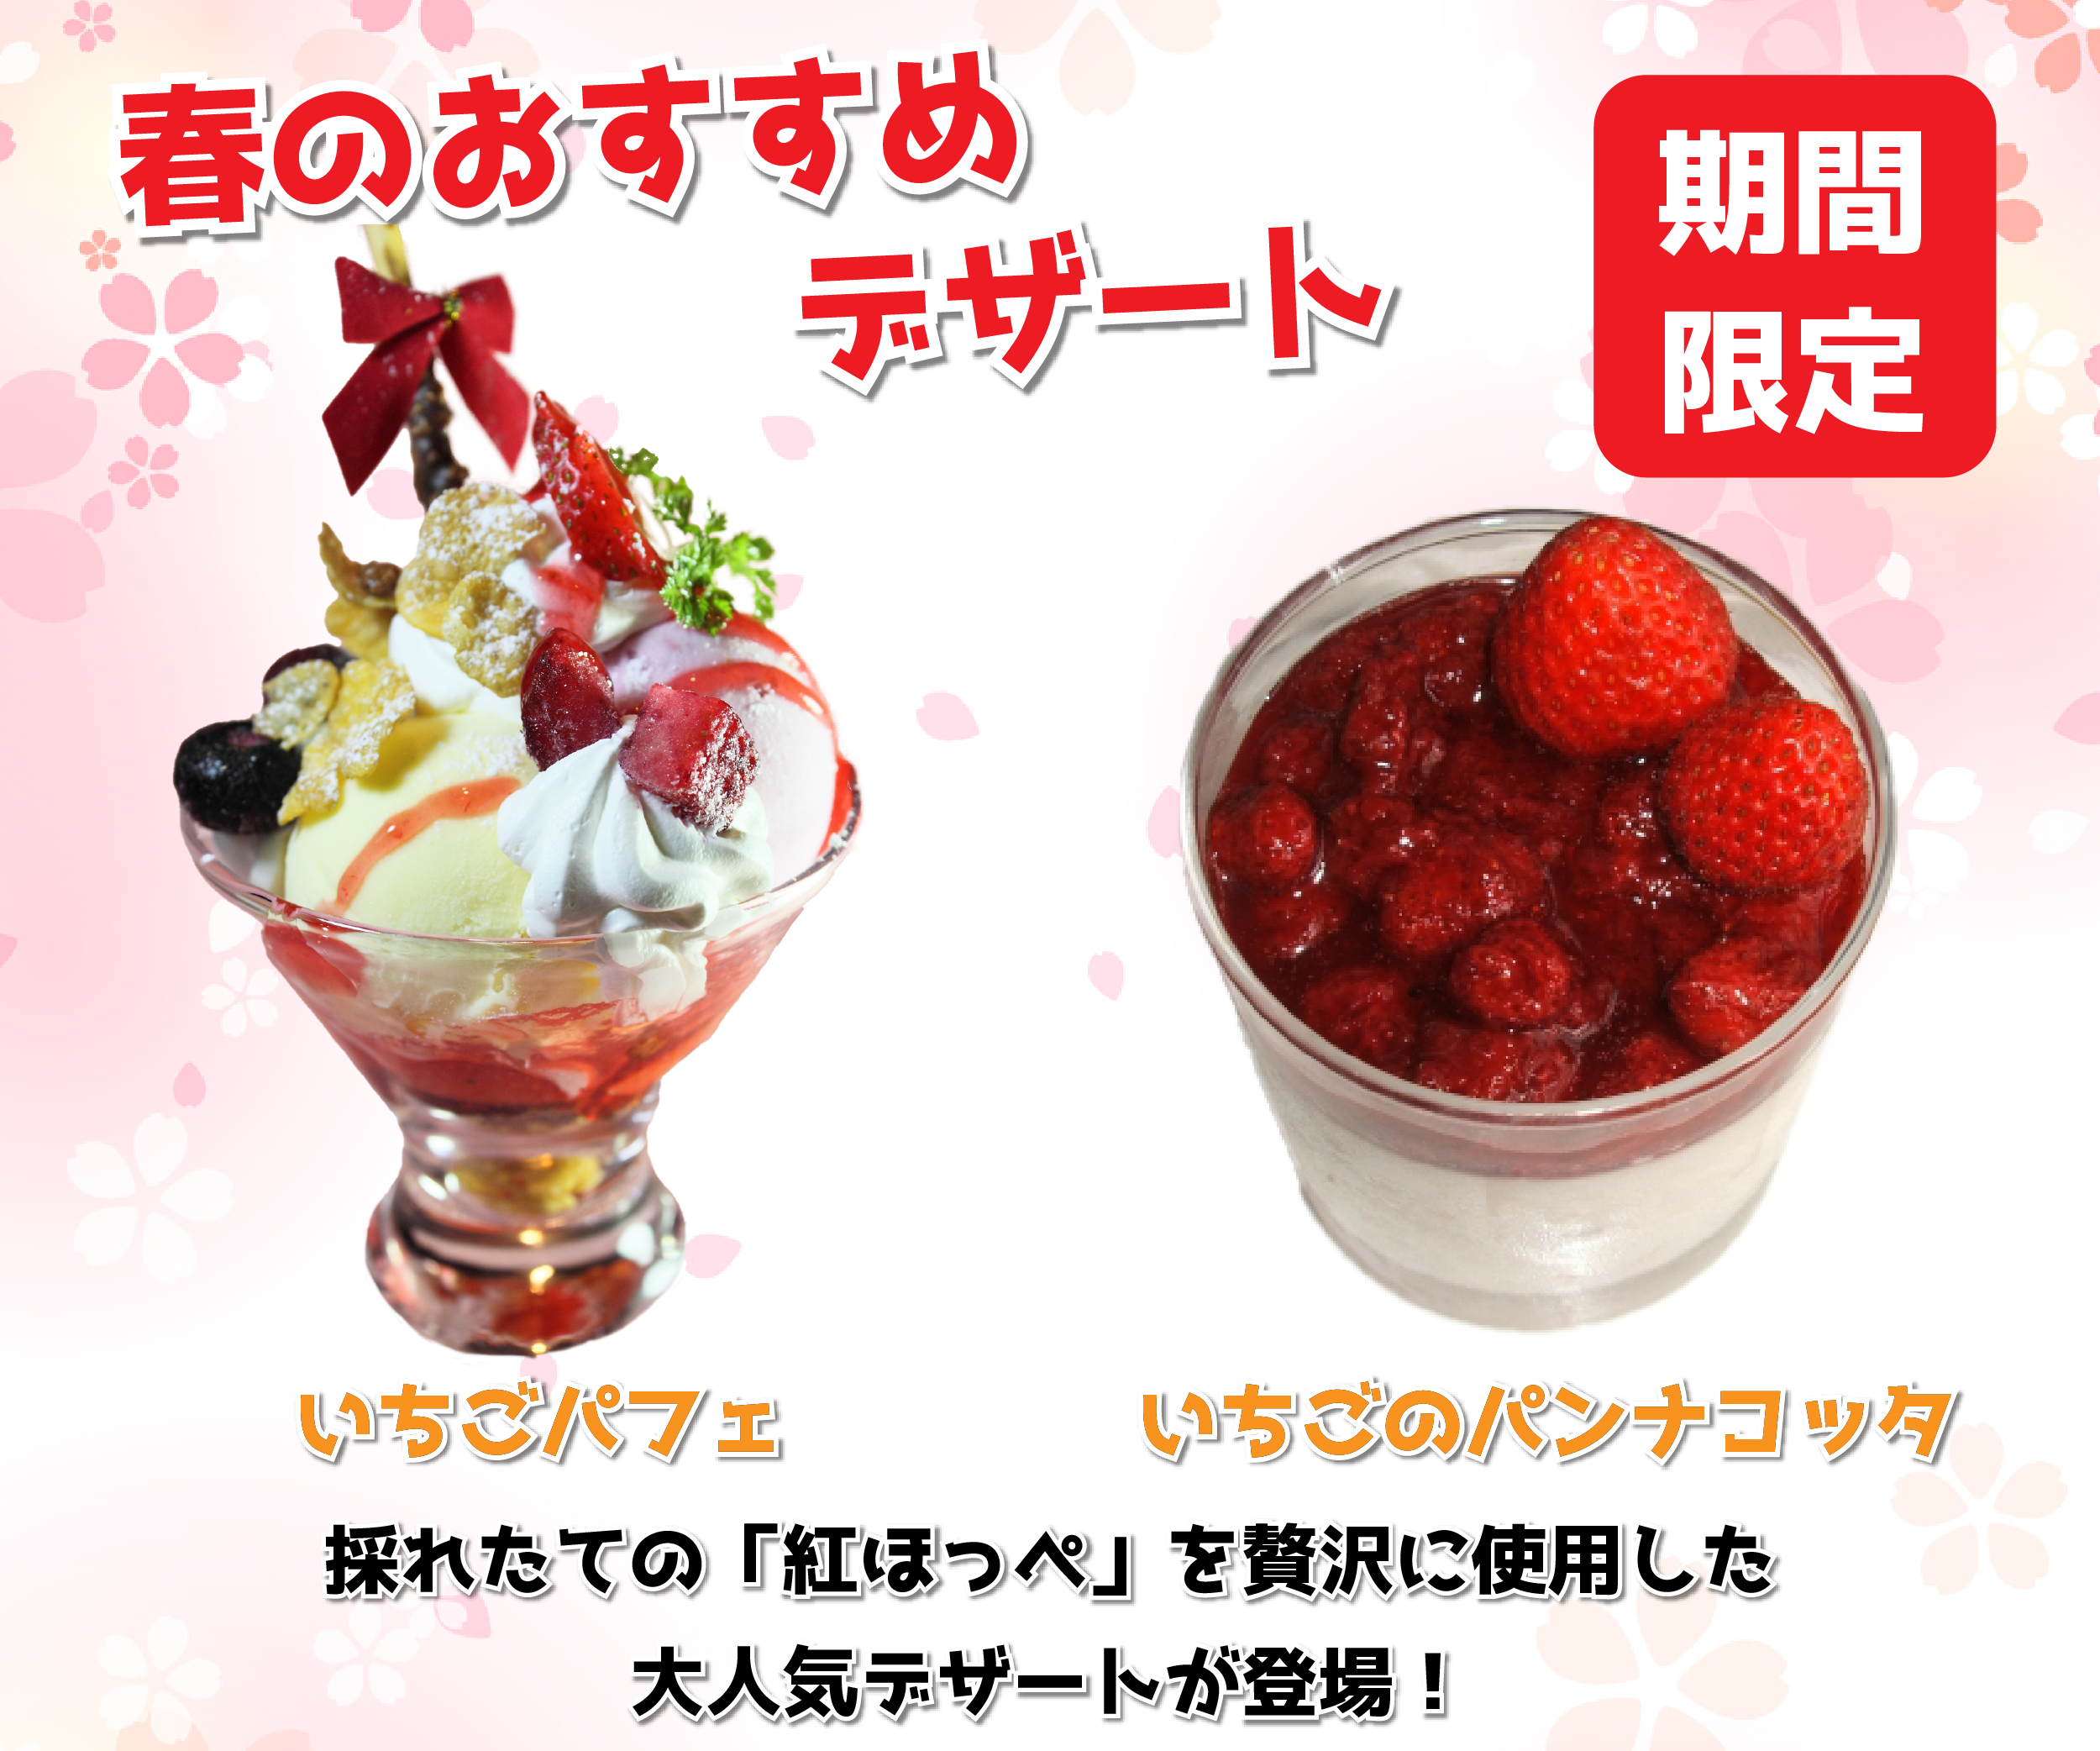 春のおすすめ
デザート
期間
限定
いちごパフェ
いちごのパンナコッタ
採れたての「紅ほっぺ」を贅沢に使用した
大人気デザートが登場！